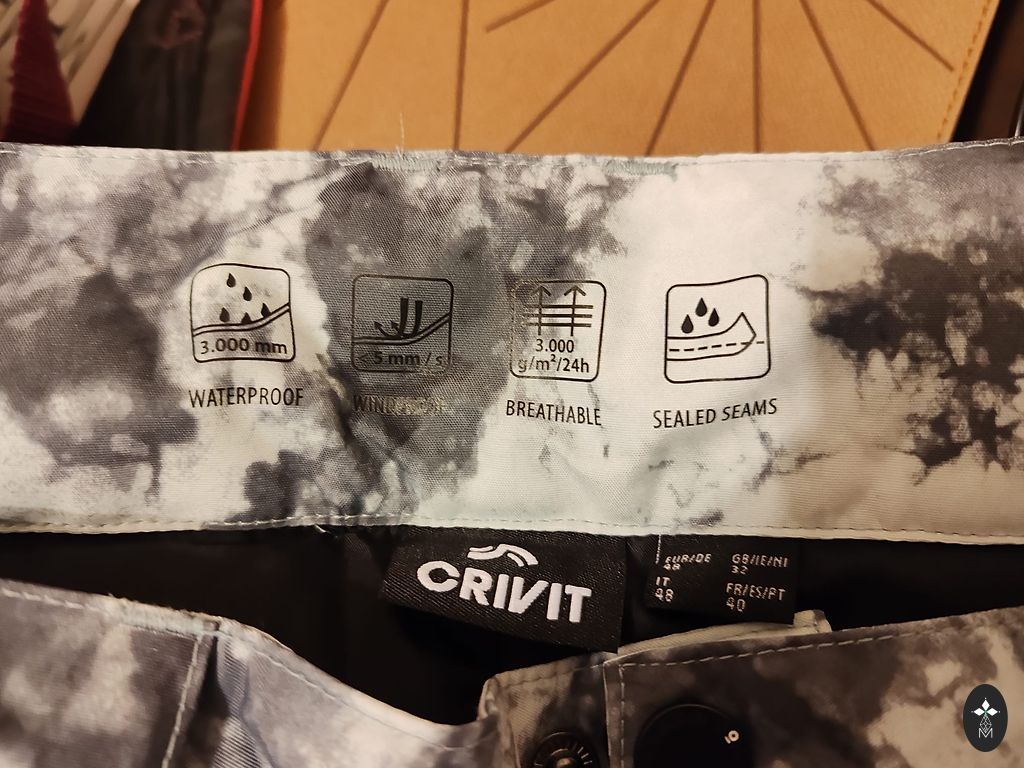 3.000 mm
WATERPROOF
< 5 mm / s
WINDPROOF
3.000
g/m²/24h
BREATHABLE
SEALED SEAMS
CRIVIT
EUR/DE
48
GB/IE/NI
32
IT
48
FR/ES/PT
40
M